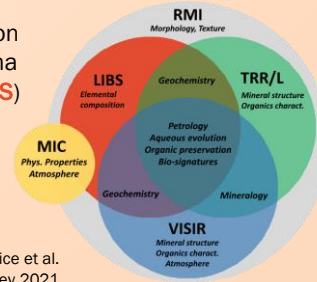 on
ma
S)
RMI
Morphology, Texture
LIBS
Elemental
composition
Geochemistry
TRR/L
Mineral structure
Organics charact.
MIC
Phys. Properties
Atmosphere
Petrology
Aqueous evolution
Organic preservation
Bio-signatures
Geochemistry
Mineralogy
VISIR
Mineral structure
Organics charact.
Atmosphere
ice et al.
ey 2021